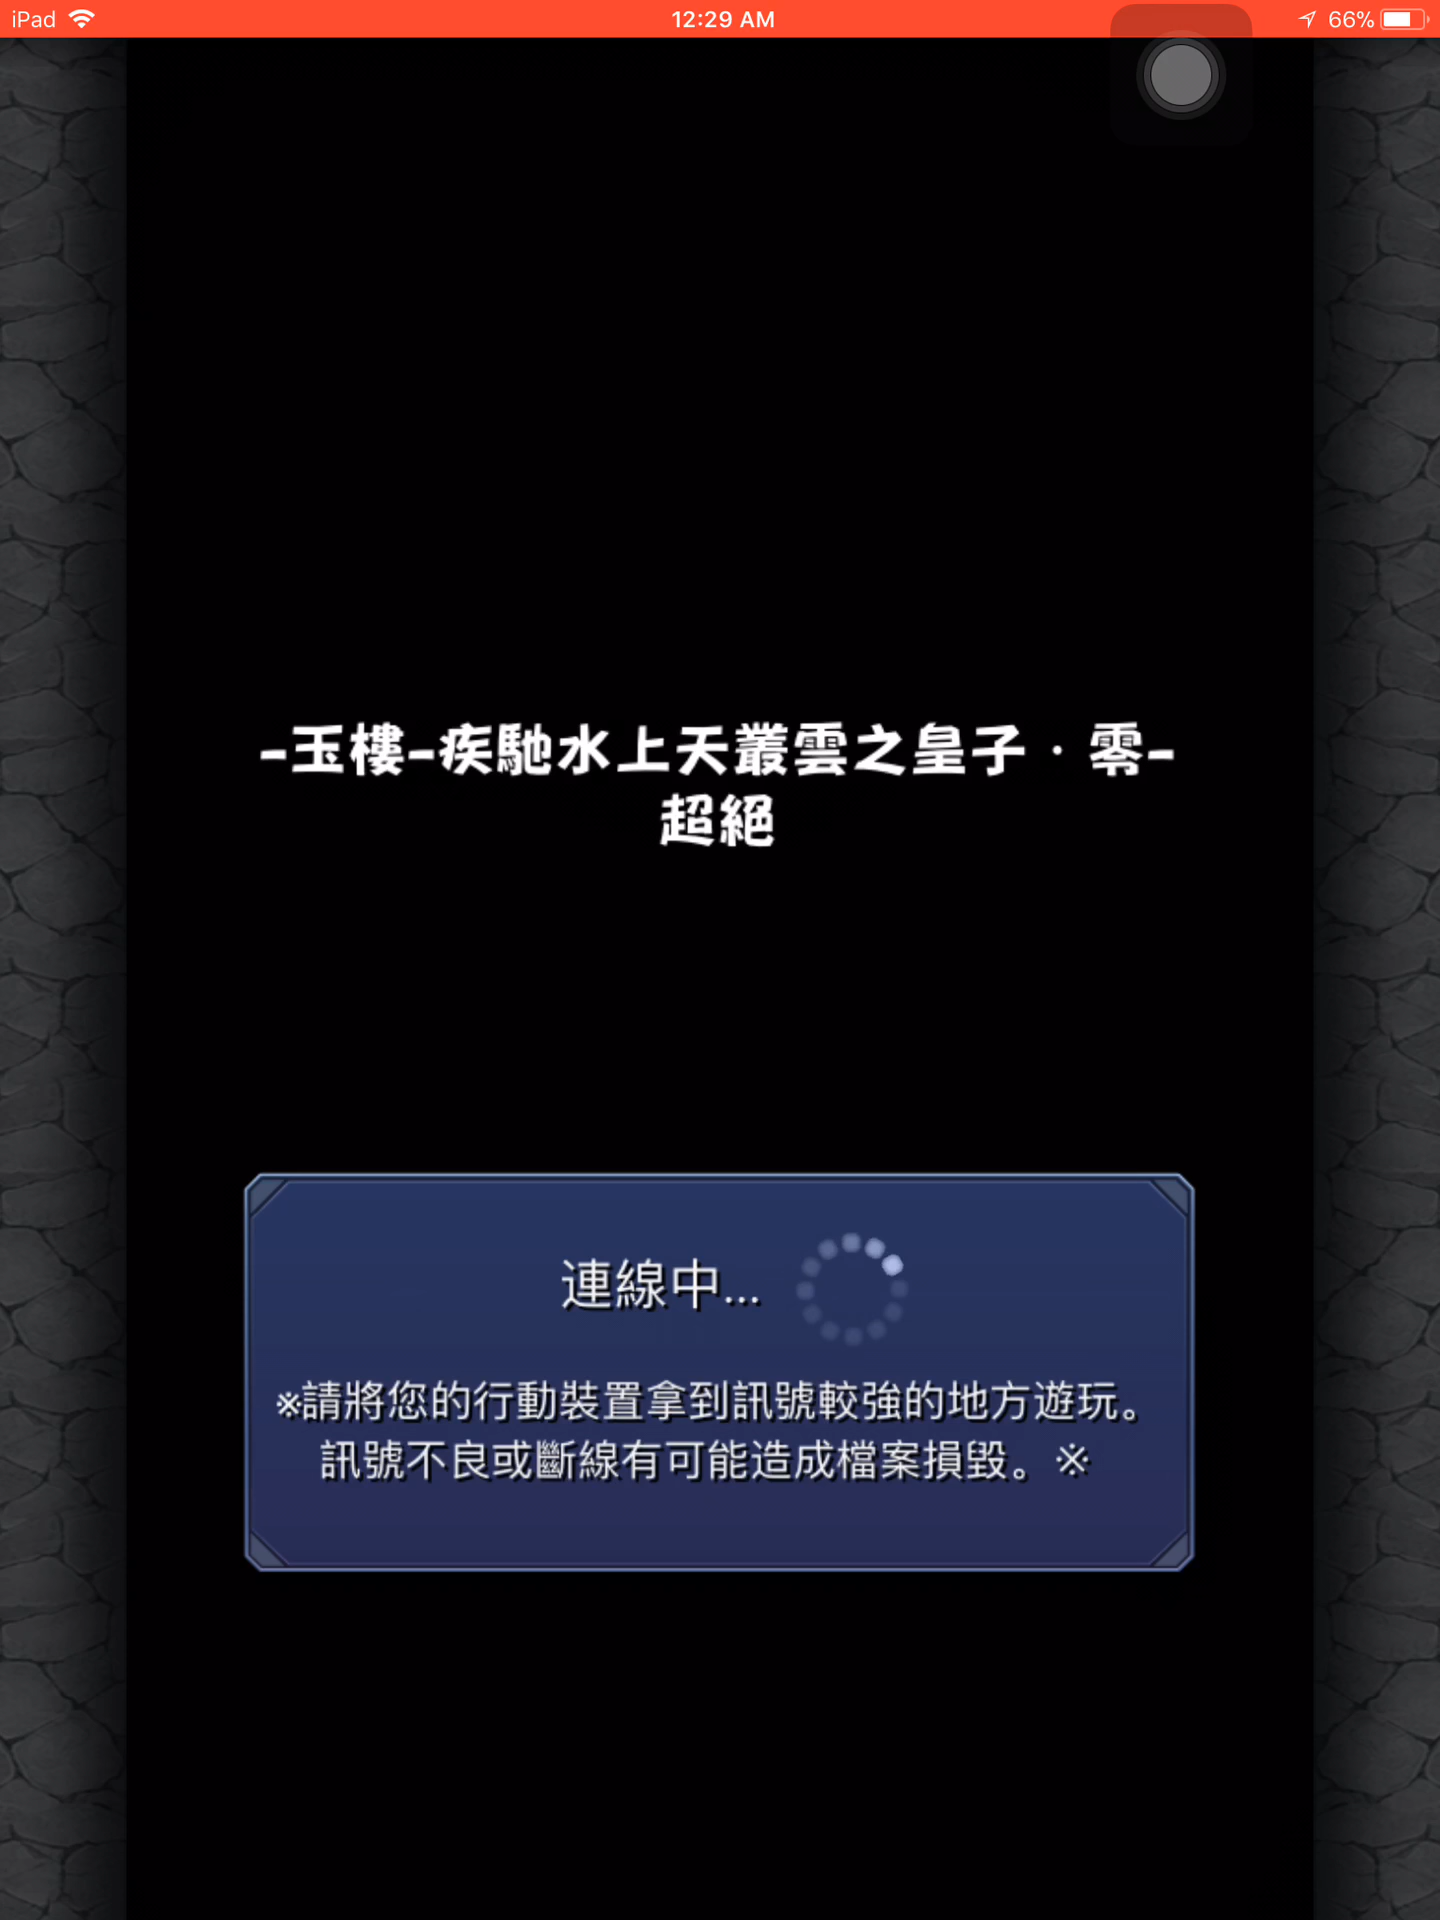 iPad 12:29 AM 66%
-玉樓-疾馳水上天叢雲之皇子‧零-
超絕
連線中...
※請將您的行動裝置拿到訊號較強的地方遊玩。
訊號不良或斷線有可能造成檔案損毀。※